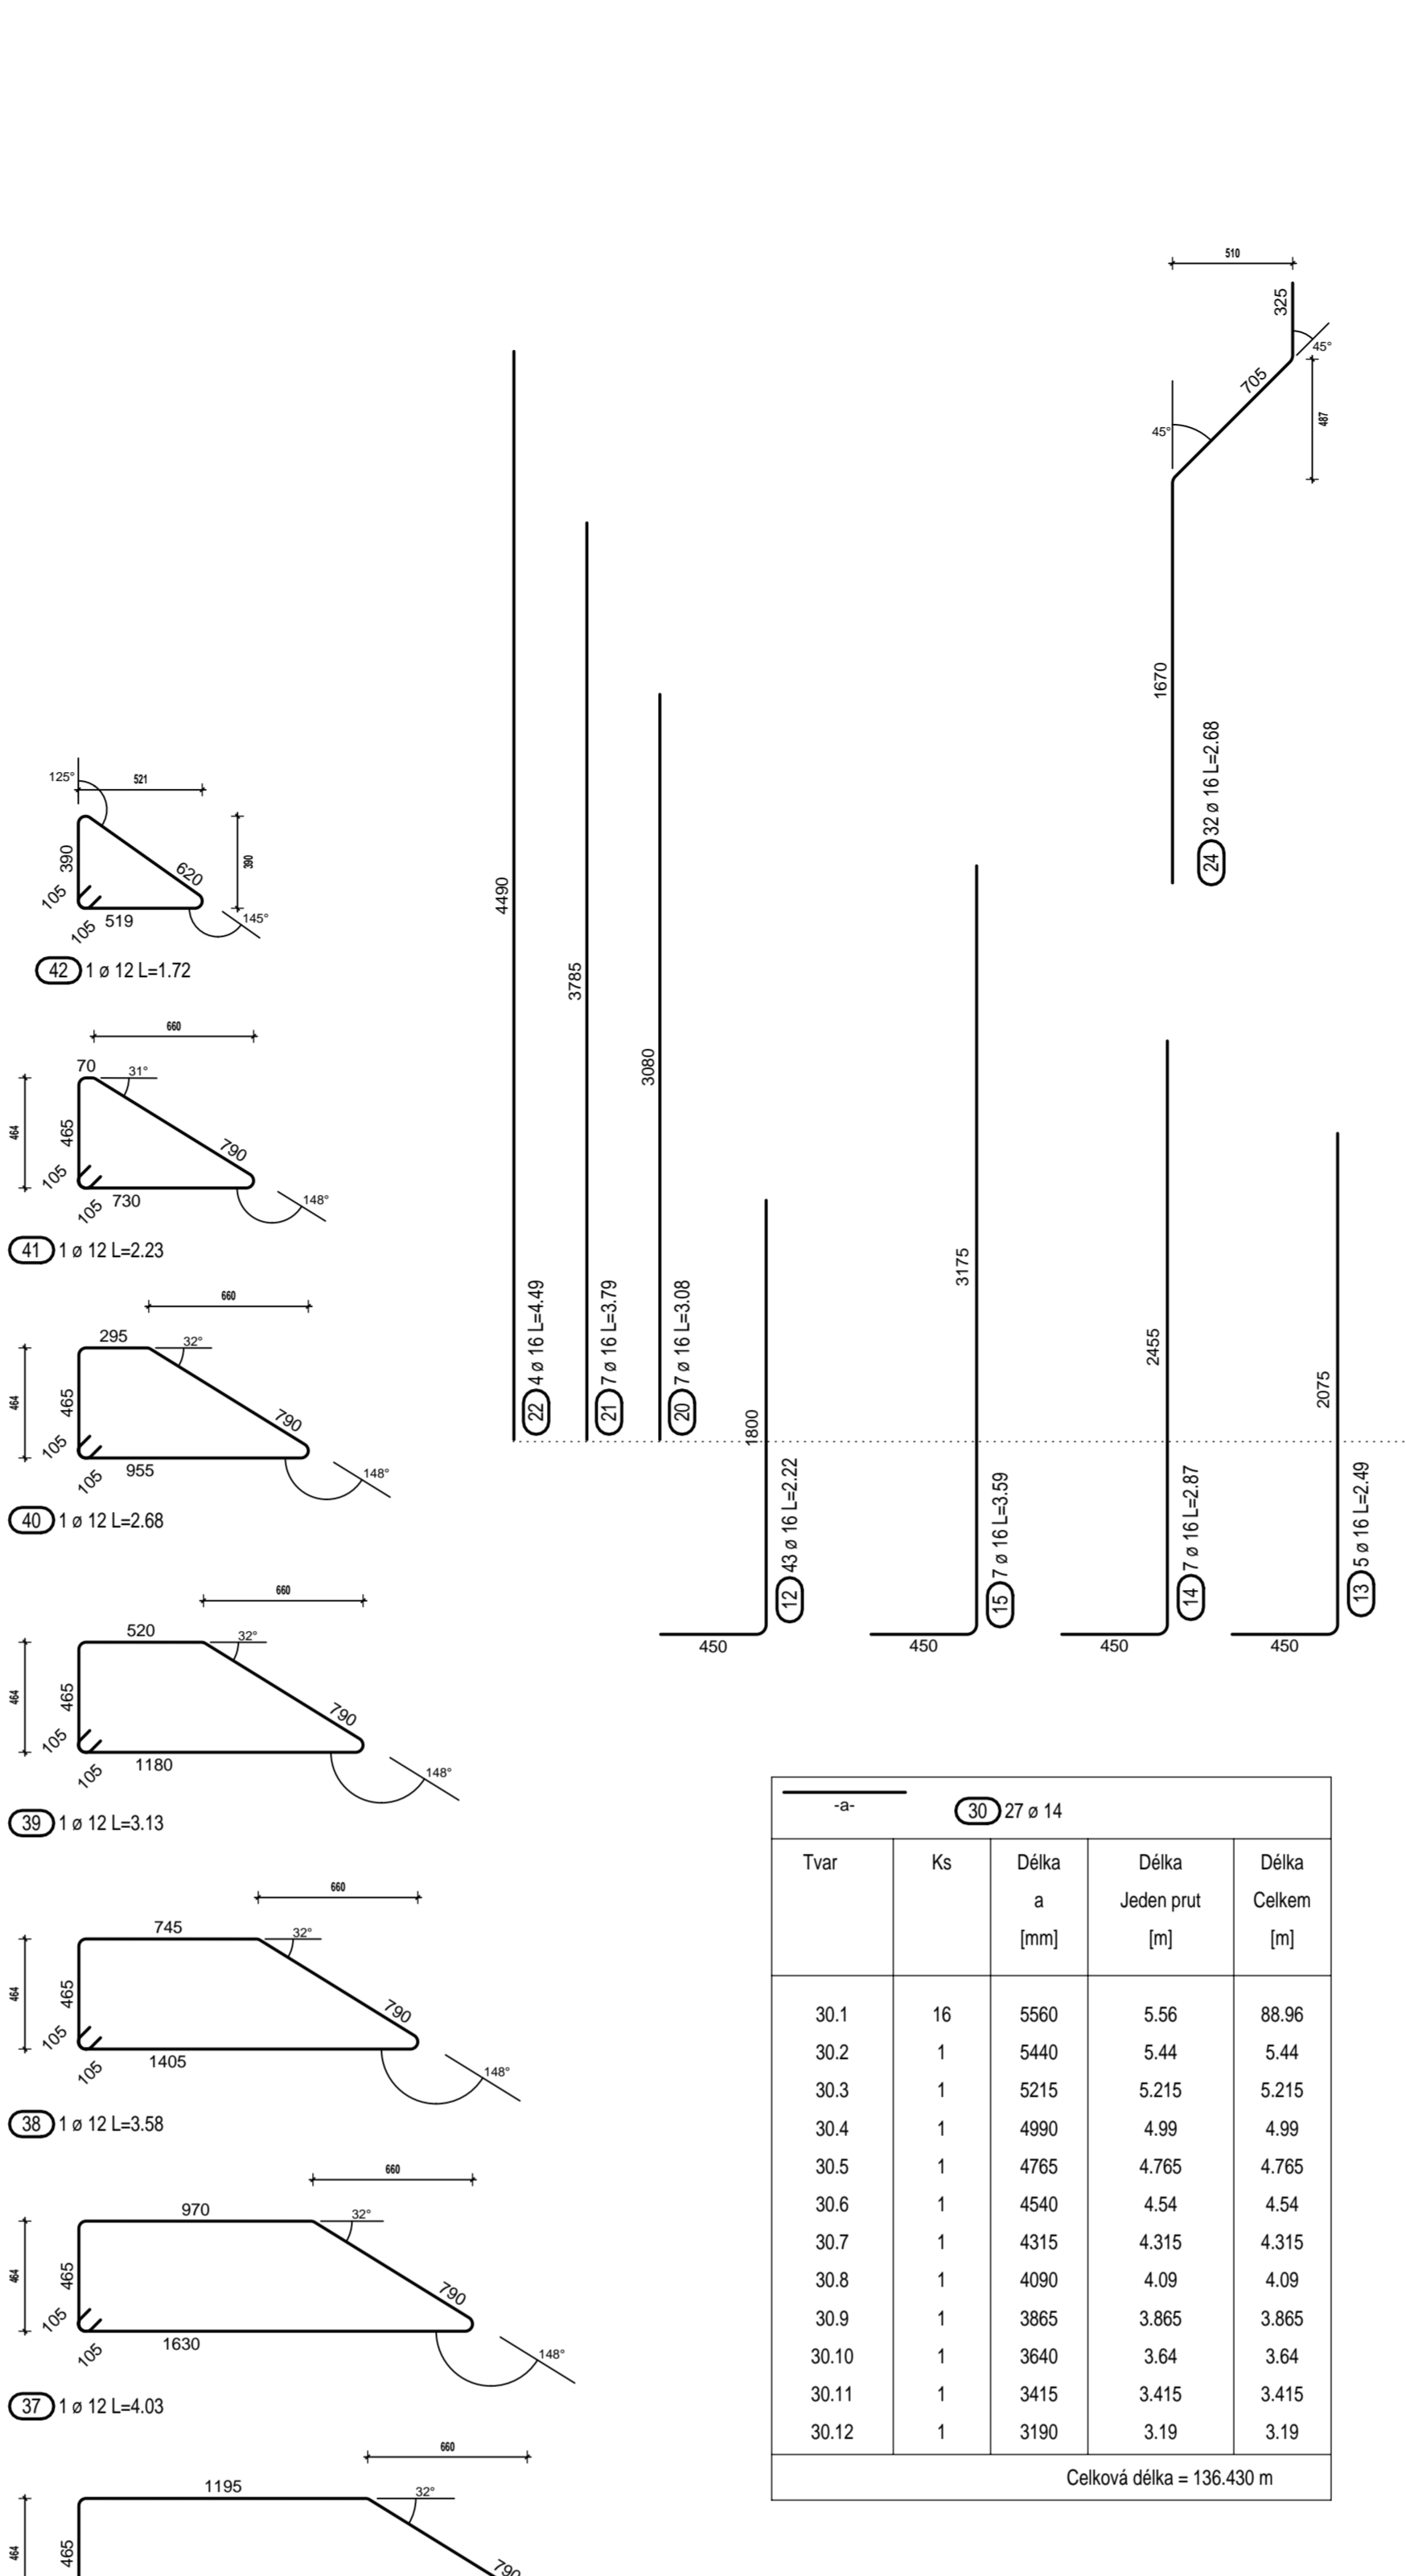 510
325
45°
705
487
45°
1670
24 32 ø 16 L=2.68
4490
22 4 ø 16 L=4.49
3785
21 7 ø 16 L=3.79
3080
20 7 ø 16 L=3.08
1800
12 43 ø 16 L=2.22
450
3175
15 7 ø 16 L=3.59
450
2455
14 7 ø 16 L=2.87
450
2075
13 5 ø 16 L=2.49
450
125°
521
390
390
620
105
519
105
145°
42 1 ø 12 L=1.72
660
70
31°
464
465
790
105
730
105
148°
41 1 ø 12 L=2.23
660
295
32°
464
465
790
105
955
105
148°
40 1 ø 12 L=2.68
660
520
32°
464
465
790
105
1180
105
148°
39 1 ø 12 L=3.13
660
745
32°
464
465
790
105
1405
105
148°
38 1 ø 12 L=3.58
660
970
32°
464
465
790
105
1630
105
148°
37 1 ø 12 L=4.03
660
1195
32°
464
465
790
-a-
30 27 ø 14
Tvar Ks Délka Délka Délka
a Jeden prut Celkem
[mm] [m] [m]
30.1 16 5560 5.56 88.96
30.2 1 5440 5.44 5.44
30.3 1 5215 5.215 5.215
30.4 1 4990 4.99 4.99
30.5 1 4765 4.765 4.765
30.6 1 4540 4.54 4.54
30.7 1 4315 4.315 4.315
30.8 1 4090 4.09 4.09
30.9 1 3865 3.865 3.865
30.10 1 3640 3.64 3.64
30.11 1 3415 3.415 3.415
30.12 1 3190 3.19 3.19
Celková délka = 136.430 m